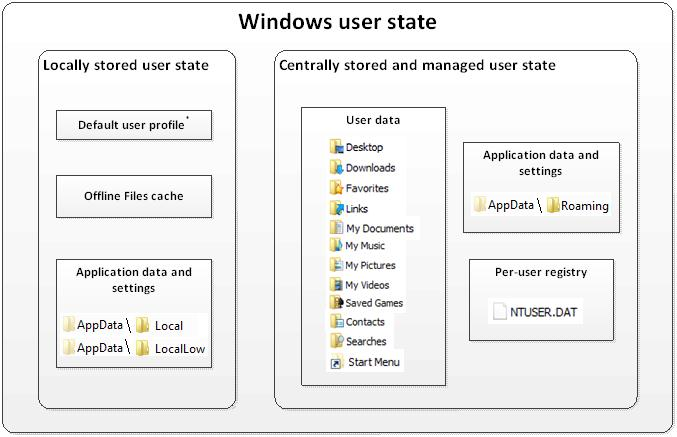 Windows user state
Locally stored user state
Default user profile*
Offline Files cache
Application data and
settings
AppData \ Local
AppData \ LocalLow
Centrally stored and managed user state
User data
Desktop
Downloads
Favorites
Links
My Documents
My Music
My Pictures
My Videos
Saved Games
Contacts
Searches
Start Menu
Application data and
settings
AppData \ Roaming
Per-user registry
NTUSER.DAT